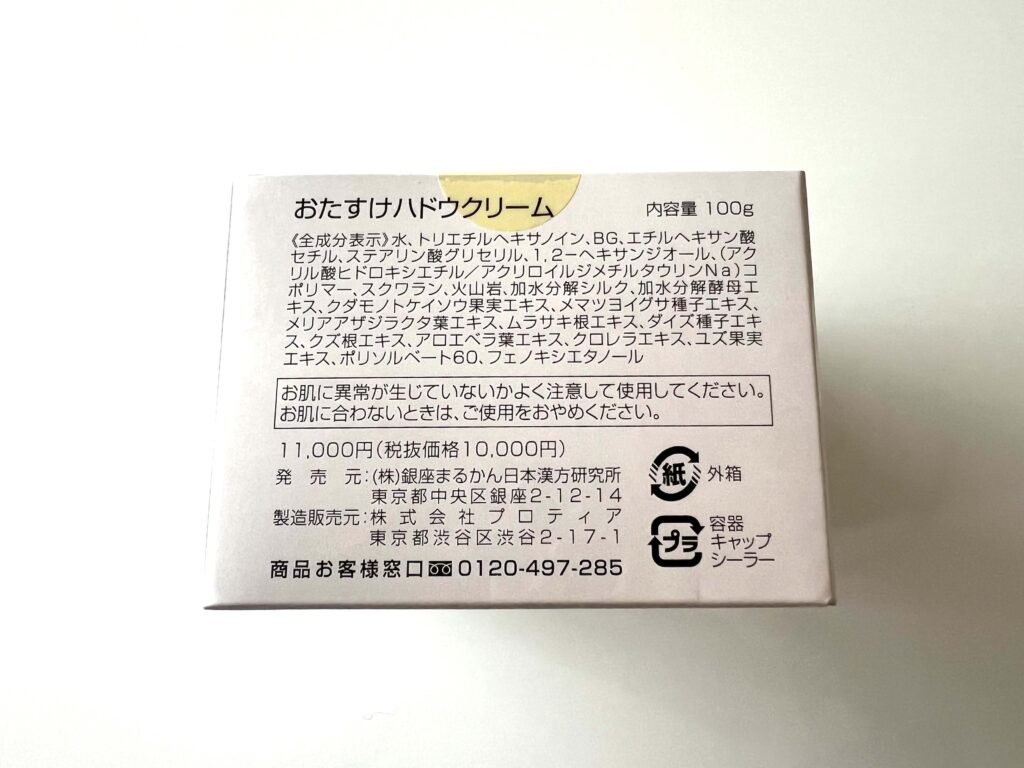 おたすけハドウクリーム 内容量 100g
《全成分表示》水、トリエチルヘキサノイン、BG、エチルヘキサン酸
セチル、ステアリン酸グリセリル、1,2-ヘキサンジオール、(アク
リル酸ヒドロキシエチル/アクリロイルジメチルタウリンNa)コ
ポリマー、スクワラン、火山岩、加水分解シルク、加水分解酵母エ
キス、クダモノトケイソウ果実エキス、メマツヨイグサ種子エキス、
メリアアザジラクタ葉エキス、ムラサキ根エキス、ダイズ種子エキ
ス、クズ根エキス、アロエベラ葉エキス、クロレラエキス、ユズ果実
エキス、ポリソルベート60、フェノキシエタノール
お肌に異常が生じていないかよく注意して使用してください。
お肌に合わないときは、ご使用をおやめください。
11,000円(税抜価格10,000円)
発売元:(株)銀座まるかん日本漢方研究所
東京都中央区銀座2-12-14
製造販売元:株式会社プロティア
東京都渋谷区渋谷2-17-1
商品お客様窓口 0120-497-285
紙 外箱
プラ 容器
キャップ
シーラー